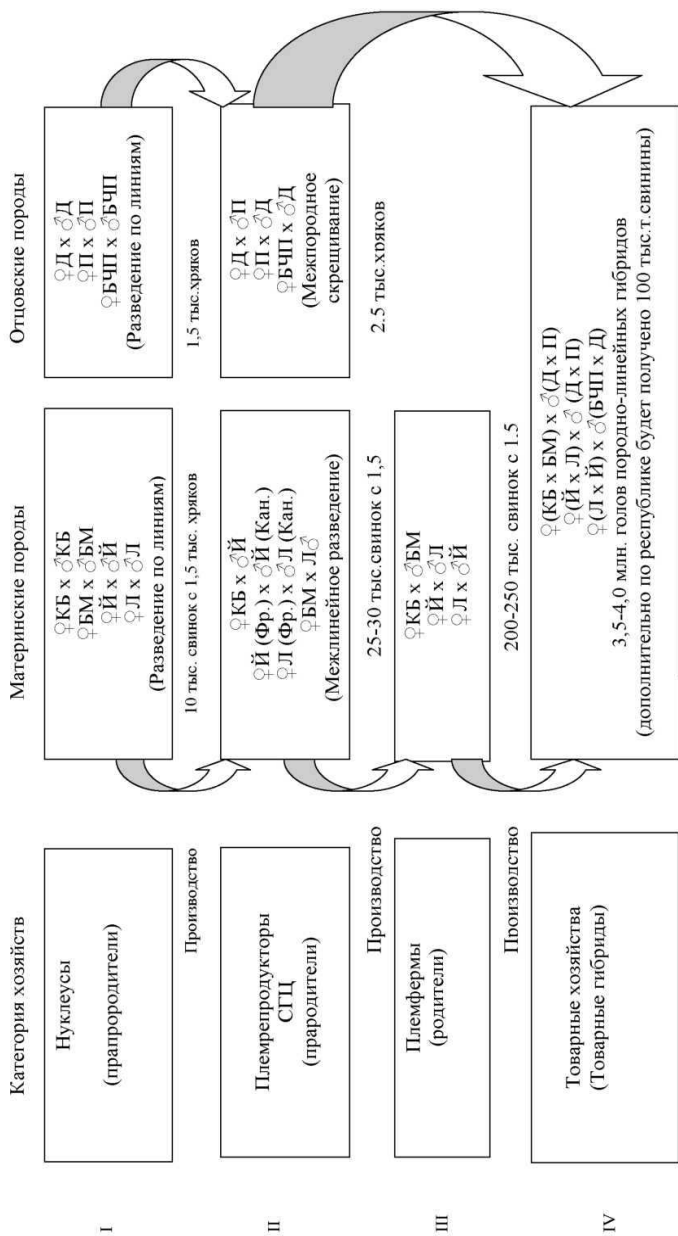 Категория хозяйств
Материнские породы
Отцовские породы
I
Нуклеусы
(прапрородители)
♀КБ х ♂КБ
♀БМ х ♂БМ
♀Й х ♂Й
♀Л х ♂Л
(Разведение по линиям)
♀Д х ♂Д
♀П х ♂П
♀БЧП х ♂БЧП
(Разведение по линиям)
Производство
10 тыс. свинок с 1,5 тыс. хряков
1,5 тыс.хряков
II
Племрепродукторы
СГЦ
(прародители)
♀КБ х ♂Й
♀Й (Фр.) х ♂Й (Кан.)
♀Л (Фр.) х ♂Л (Кан.)
♀БМ х Л♂
(Межлинейное разведение)
♀Д х ♂П
♀П х ♂Д
♀БЧП х ♂Д
(Межпородное
скрещивание)
Производство
25-30 тыс.свинок с 1,5
2.5 тыс.хряков
III
Племфермы
(родители)
♀КБ х ♂БМ
♀Й х ♂Л
♀Л х ♂Й
Производство
200-250 тыс. свинок с 1.5
IV
Товарные хозяйства
(Товарные гибриды)
♀(КБ х БМ) х ♂(Д х П)
♀(Й х Л) х ♂ (Д х П)
♀(Л х Й) х ♂(БЧП х Д)
3,5-4,0 млн. голов породно-линейных гибридов
(дополнительно по республике будет получено 100 тыс.т. свинины)